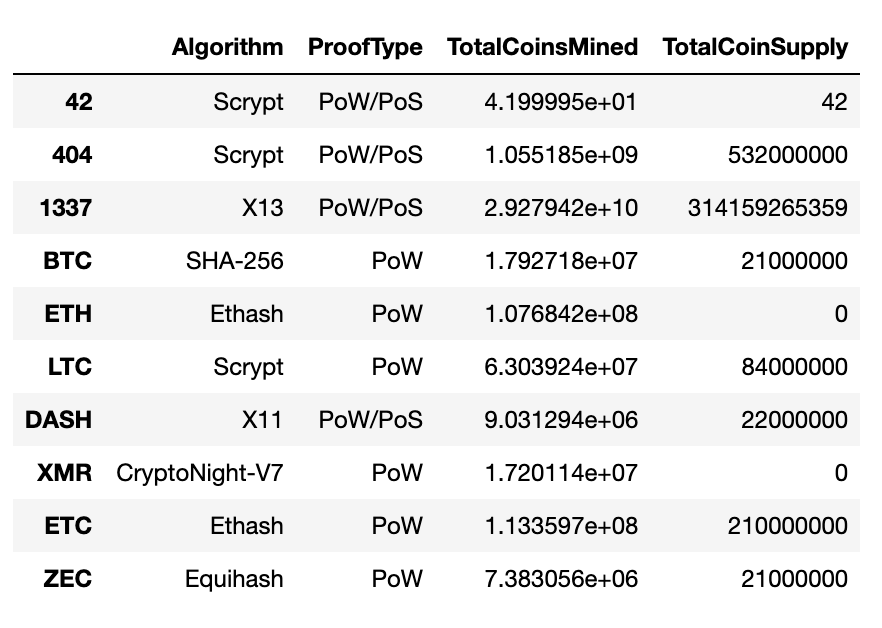 Algorithm ProofType TotalCoinsMined TotalCoinSupply
42 Scrypt PoW/PoS 4.199995e+01 42
404 Scrypt PoW/PoS 1.055185e+09 532000000
1337 X13 PoW/PoS 2.927942e+10 314159265359
BTC SHA-256 PoW 1.792718e+07 21000000
ETH Ethash PoW 1.076842e+08 0
LTC Scrypt PoW 6.303924e+07 84000000
DASH X11 PoW/PoS 9.031294e+06 22000000
XMR CryptoNight-V7 PoW 1.720114e+07 0
ETC Ethash PoW 1.133597e+08 210000000
ZEC Equihash PoW 7.383056e+06 21000000